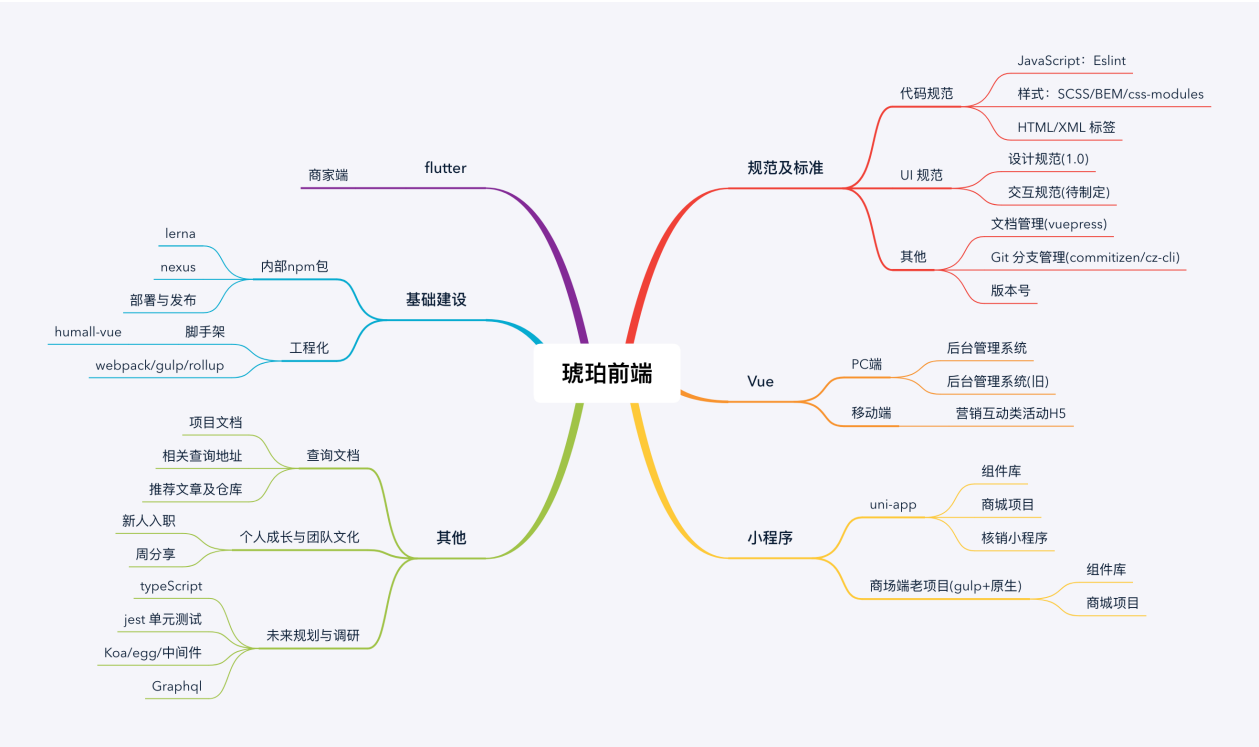 琥珀前端
规范及标准
代码规范
JavaScript：Eslint
样式：SCSS/BEM/css-modules
HTML/XML 标签
UI 规范
设计规范(1.0)
交互规范(待制定)
其他
文档管理(vuepress)
Git 分支管理(commitizen/cz-cli)
版本号
Vue
PC端
后台管理系统
后台管理系统(旧)
移动端
营销互动类活动H5
小程序
uni-app
组件库
商城项目
核销小程序
商场端老项目(gulp+原生)
组件库
商城项目
flutter
商家端
基础建设
内部npm包
lerna
nexus
部署与发布
工程化
脚手架
humall-vue
webpack/gulp/rollup
其他
查询文档
项目文档
相关查询地址
推荐文章及仓库
个人成长与团队文化
新人入职
周分享
未来规划与调研
typeScript
jest 单元测试
Koa/egg/中间件
Graphql